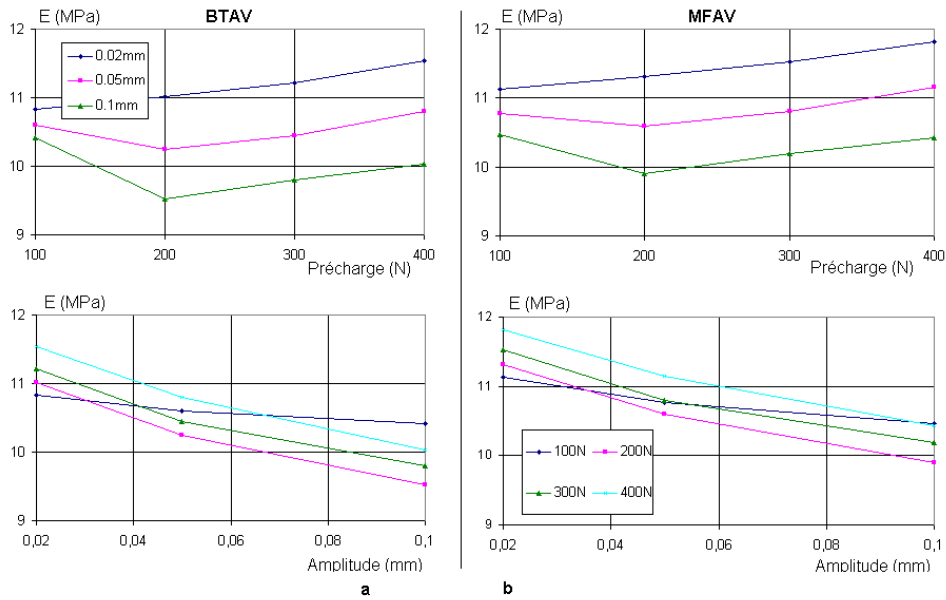 E (MPa)
BTAV
12
11
10
9
0.02mm
0.05mm
0.1mm
100 200 300 400
Précharge (N)
E (MPa)
MFAV
12
11
10
9
100 200 300 400
Précharge (N)
E (MPa)
12
11
10
9
0,02 0,04 0,06 0,08 0,1
Amplitude (mm)
E (MPa)
12
11
10
9
100N 200N
300N 400N
0,02 0,04 0,06 0,08 0,1
Amplitude (mm)
a b